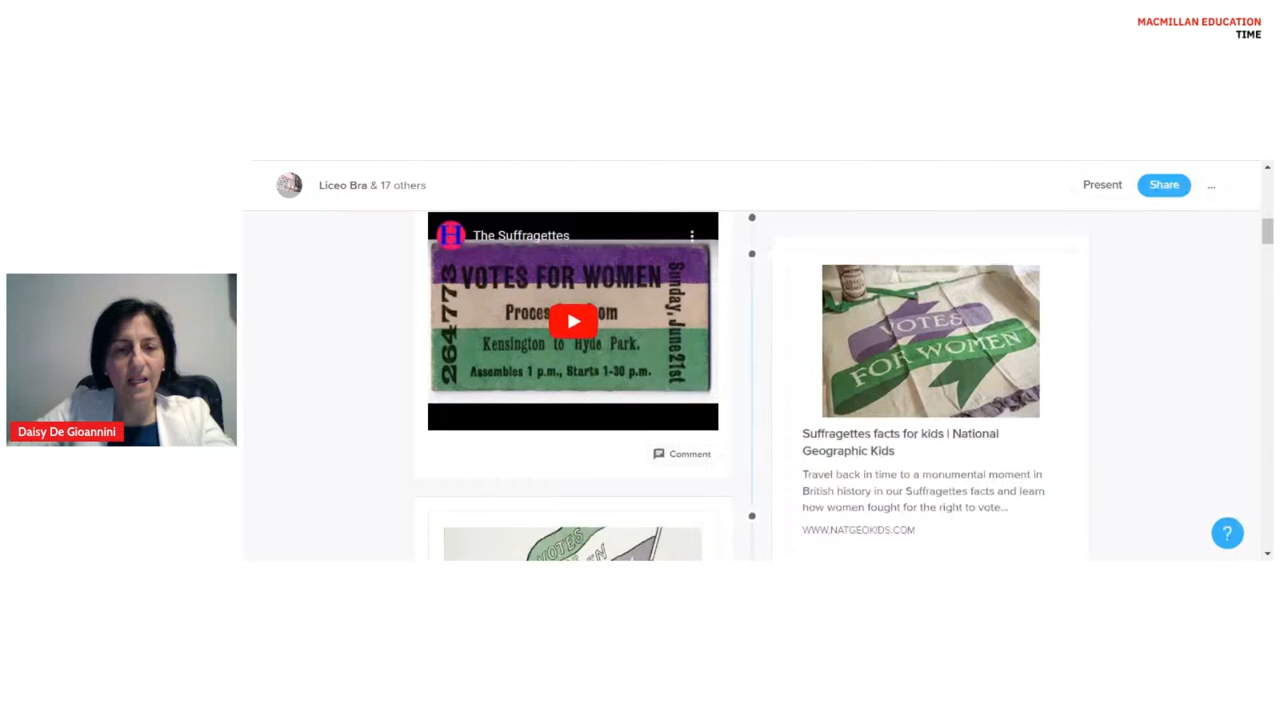 MACMILLAN EDUCATION
TIME
Liceo Bra & 17 others
Present
Share
...
H
The Suffragettes
264773
VOTES FOR WOMEN
Kensington to Hyde Park.
Assembles 1 p.m., Starts 1-30 p.m.
Sunday, June 21st
Comment
VOTES
VOTES
FOR WOMEN
Suffragettes facts for kids | National
Geographic Kids
Travel back in time to a monumental moment in
British history in our Suffragettes facts and learn
how women fought for the right to vote...
WWW.NATGEOKIDS.COM
?
Daisy De Gioannini